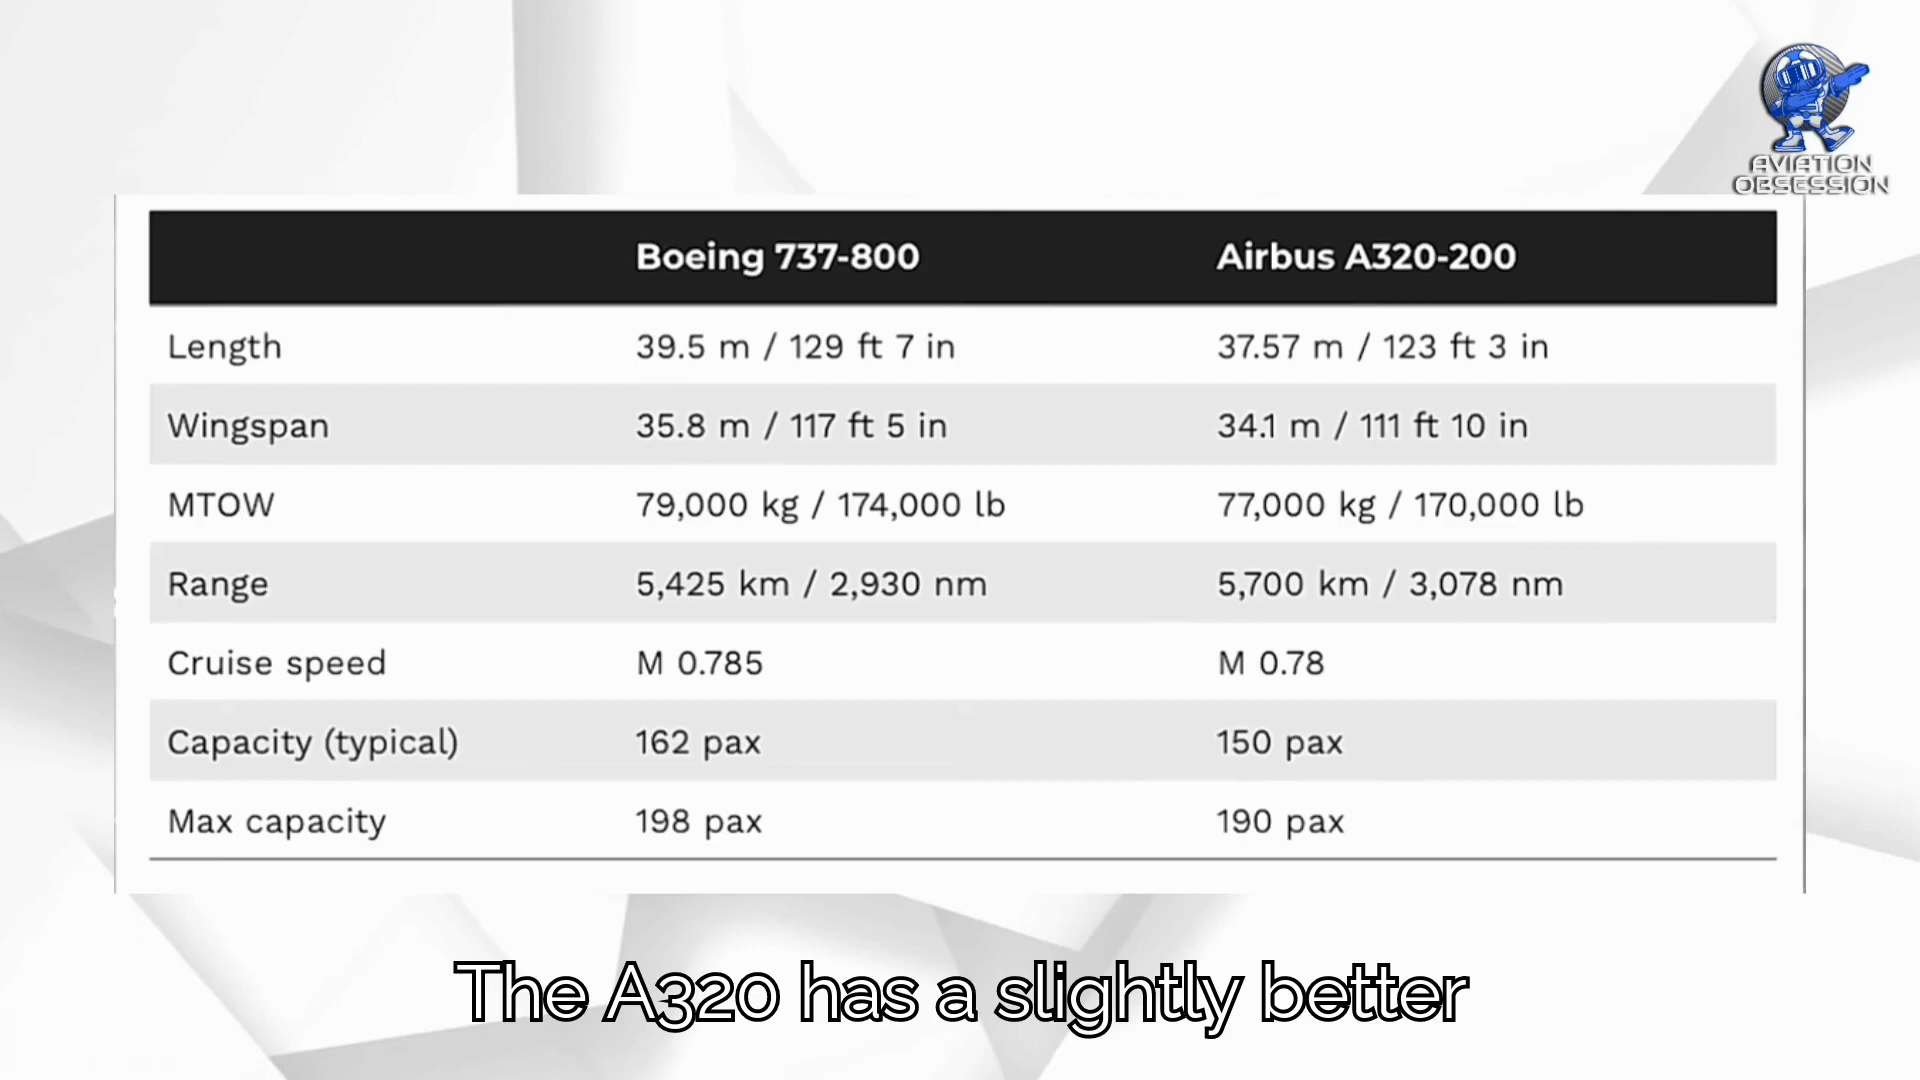 AVIATION
OBSESSION
Boeing 737-800 Airbus A320-200
Length 39.5 m / 129 ft 7 in 37.57 m / 123 ft 3 in
Wingspan 35.8 m / 117 ft 5 in 34.1 m / 111 ft 10 in
MTOW 79,000 kg / 174,000 lb 77,000 kg / 170,000 lb
Range 5,425 km / 2,930 nm 5,700 km / 3,078 nm
Cruise speed M 0.785 M 0.78
Capacity (typical) 162 pax 150 pax
Max capacity 198 pax 190 pax
The A320 has a slightly better